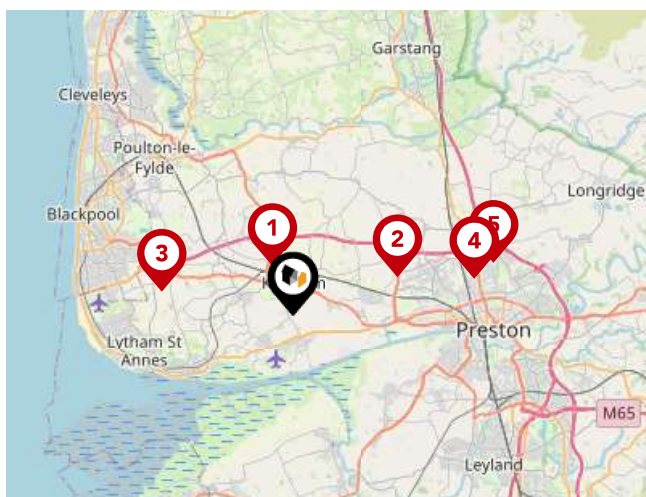 Garstang
Cleveleys
Poulton-le-
Fylde
Longridge
Blackpool
1
5
2
4
3
Lytham St
Annes
Preston
M65
Leyland